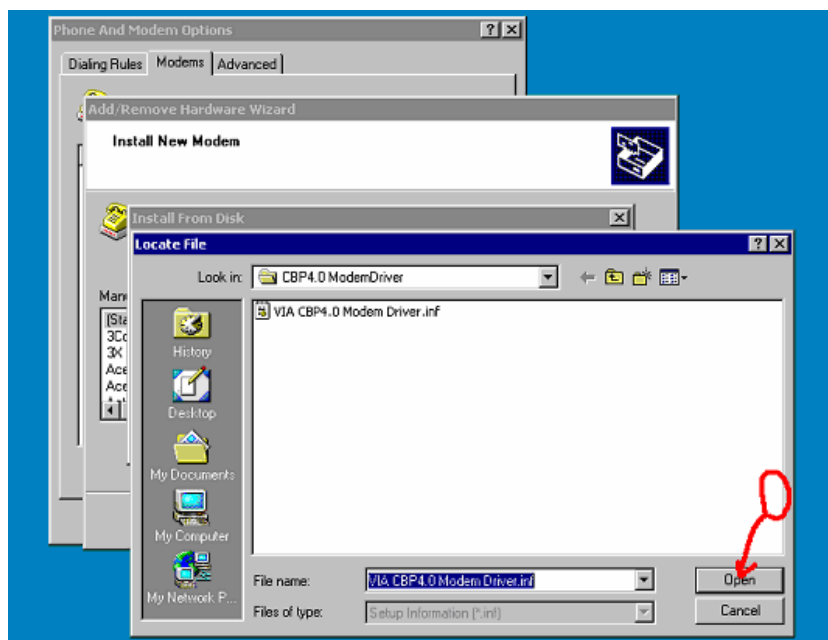 Phone And Modem Options
Dialing Rules Modems Advanced
Add/Remove Hardware Wizard
Install New Modem
Install From Disk
Locate File
Look in: CBP4.0 ModemDriver
VIA CBP4.0 Modem Driver.inf
History
Desktop
My Documents
My Computer
My Network P...
File name: VIA CBP4.0 Modem Driver.inf Open
Files of type: Setup Information (*.inf) Cancel